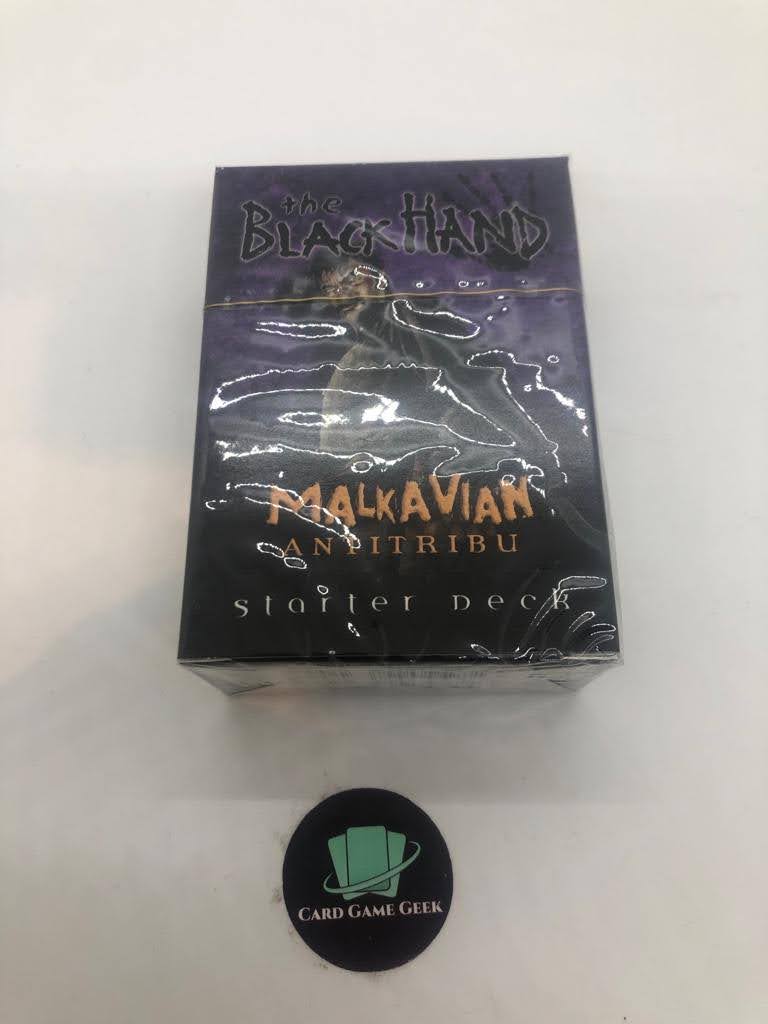 the
BLACK HAND
MALKAVIAN
ANTITRIBU
starter Deck
CARD GAME GEEK